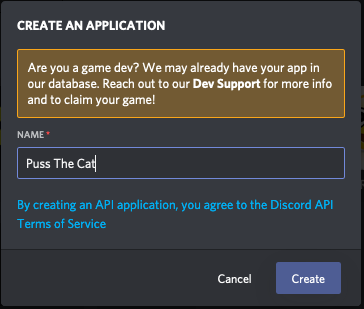 CREATE AN APPLICATION
Are you a game dev? We may already have your app in
our database. Reach out to our Dev Support for more info
and to claim your game!
NAME *
Puss The Cat
By creating an API application, you agree to the Discord API
Terms of Service
Cancel Create